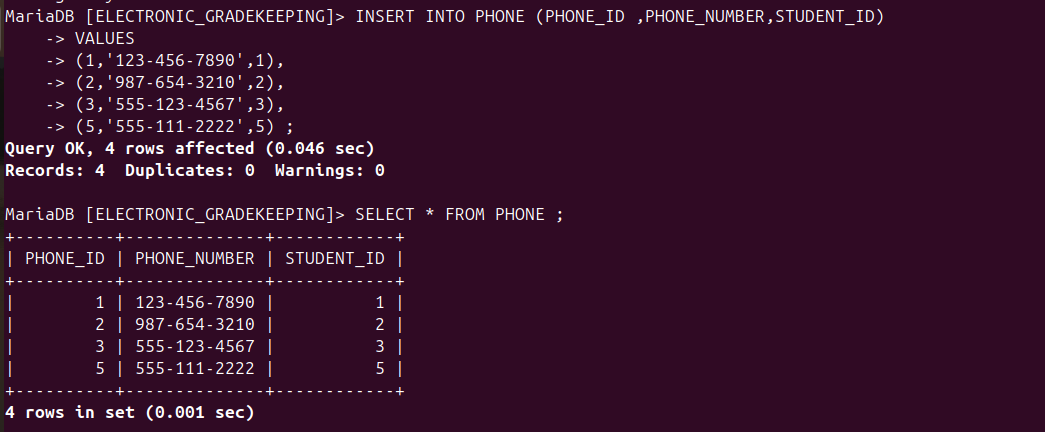 MariaDB [ELECTRONIC_GRADEKEEPING]> INSERT INTO PHONE (PHONE_ID ,PHONE_NUMBER,STUDENT_ID)
    -> VALUES
    -> (1,'123-456-7890',1),
    -> (2,'987-654-3210',2),
    -> (3,'555-123-4567',3),
    -> (5,'555-111-2222',5) ;
Query OK, 4 rows affected (0.046 sec)
Records: 4  Duplicates: 0  Warnings: 0

MariaDB [ELECTRONIC_GRADEKEEPING]> SELECT * FROM PHONE ;
+----------+--------------+------------+
| PHONE_ID | PHONE_NUMBER | STUDENT_ID |
+----------+--------------+------------+
|        1 | 123-456-7890 |          1 |
|        2 | 987-654-3210 |          2 |
|        3 | 555-123-4567 |          3 |
|        5 | 555-111-2222 |          5 |
+----------+--------------+------------+
4 rows in set (0.001 sec)